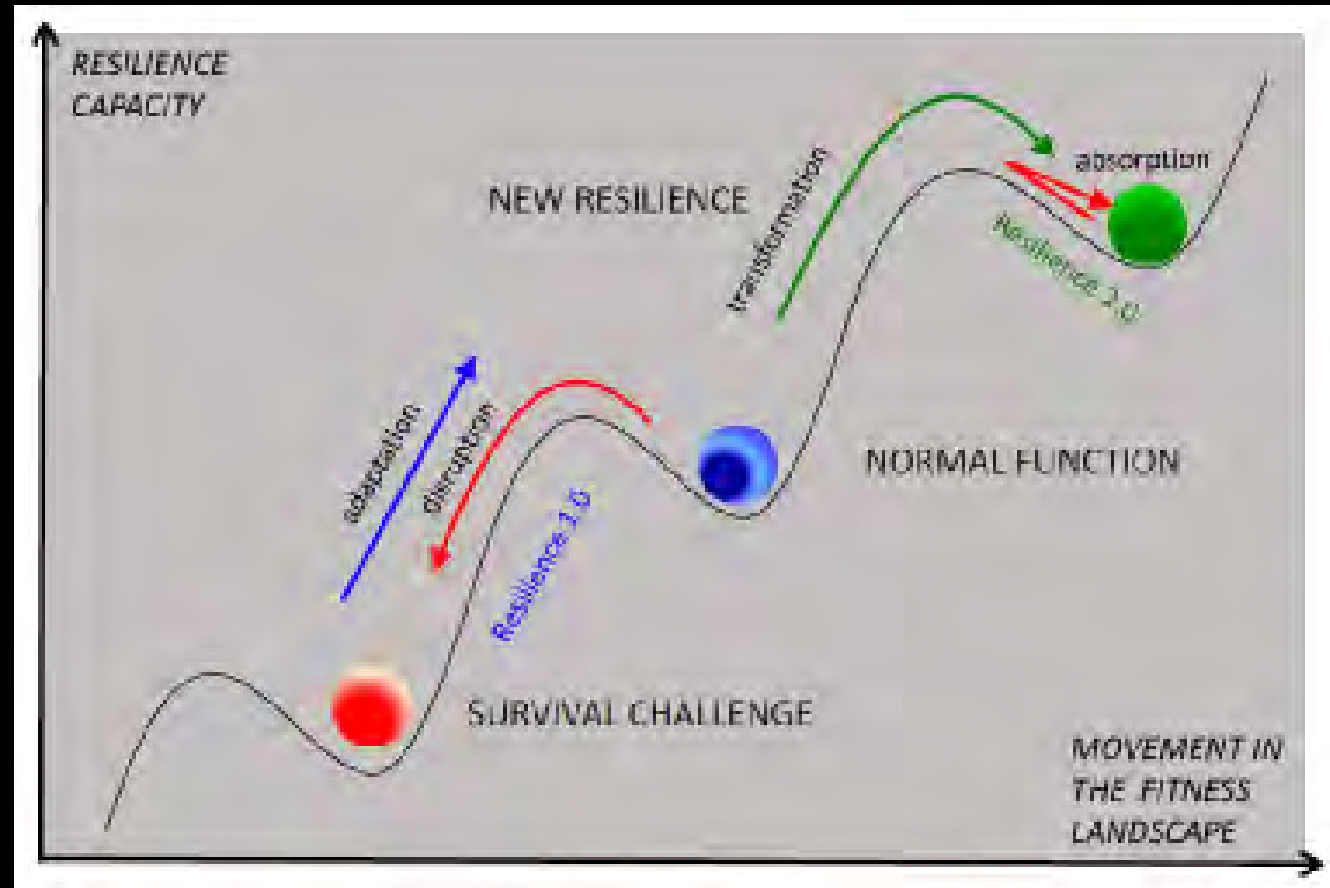 RESILIENCE
CAPACITY
absorption
NEW RESILIENCE
transformation
Resilience 2.0
adaptation
disruption
NORMAL FUNCTION
Resilience 1.0
SURVIVAL CHALLENGE
MOVEMENT IN
THE FITNESS
LANDSCAPE